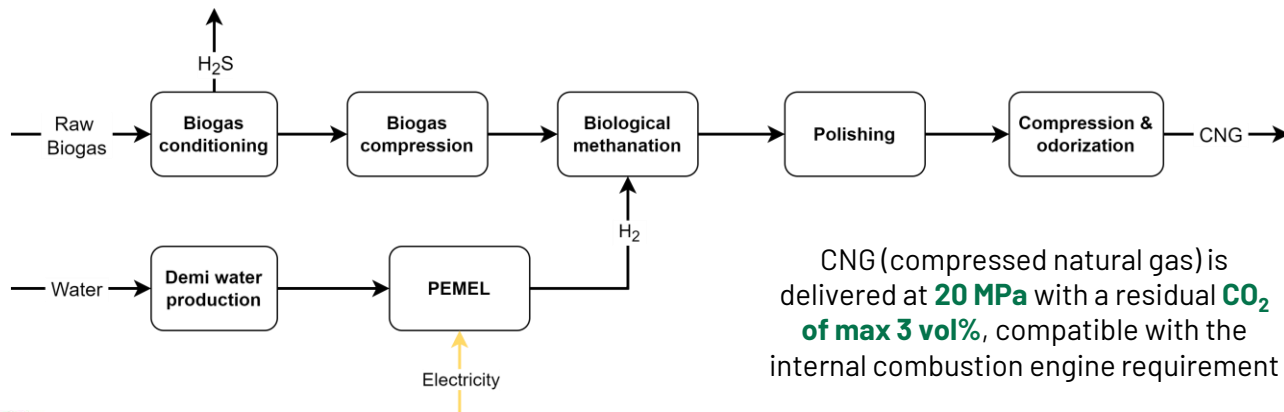 H₂S
Raw
Biogas
Biogas
conditioning
Biogas
compression
Biological
methanation
Polishing
Compression &
odorization
CNG
H₂
Water
Demi water
production
PEMEL
Electricity
CNG (compressed natural gas) is
delivered at 20 MPa with a residual CO₂
of max 3 vol%, compatible with the
internal combustion engine requirement